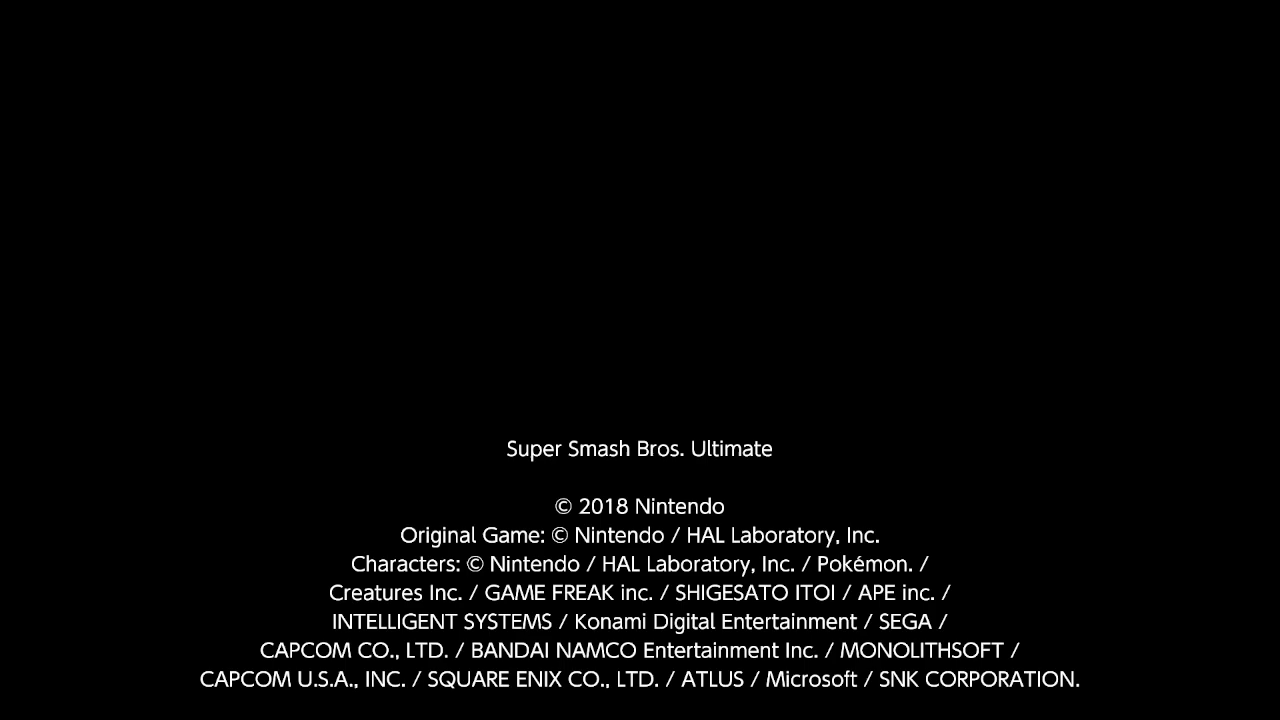 Super Smash Bros. Ultimate
© 2018 Nintendo
Original Game: © Nintendo / HAL Laboratory, Inc.
Characters: © Nintendo / HAL Laboratory, Inc. / Pokémon. /
Creatures Inc. / GAME FREAK inc. / SHIGESATO ITOI / APE inc. /
INTELLIGENT SYSTEMS / Konami Digital Entertainment / SEGA /
CAPCOM CO., LTD. / BANDAI NAMCO Entertainment Inc. / MONOLITHSOFT /
CAPCOM U.S.A., INC. / SQUARE ENIX CO., LTD. / ATLUS / Microsoft / SNK CORPORATION.